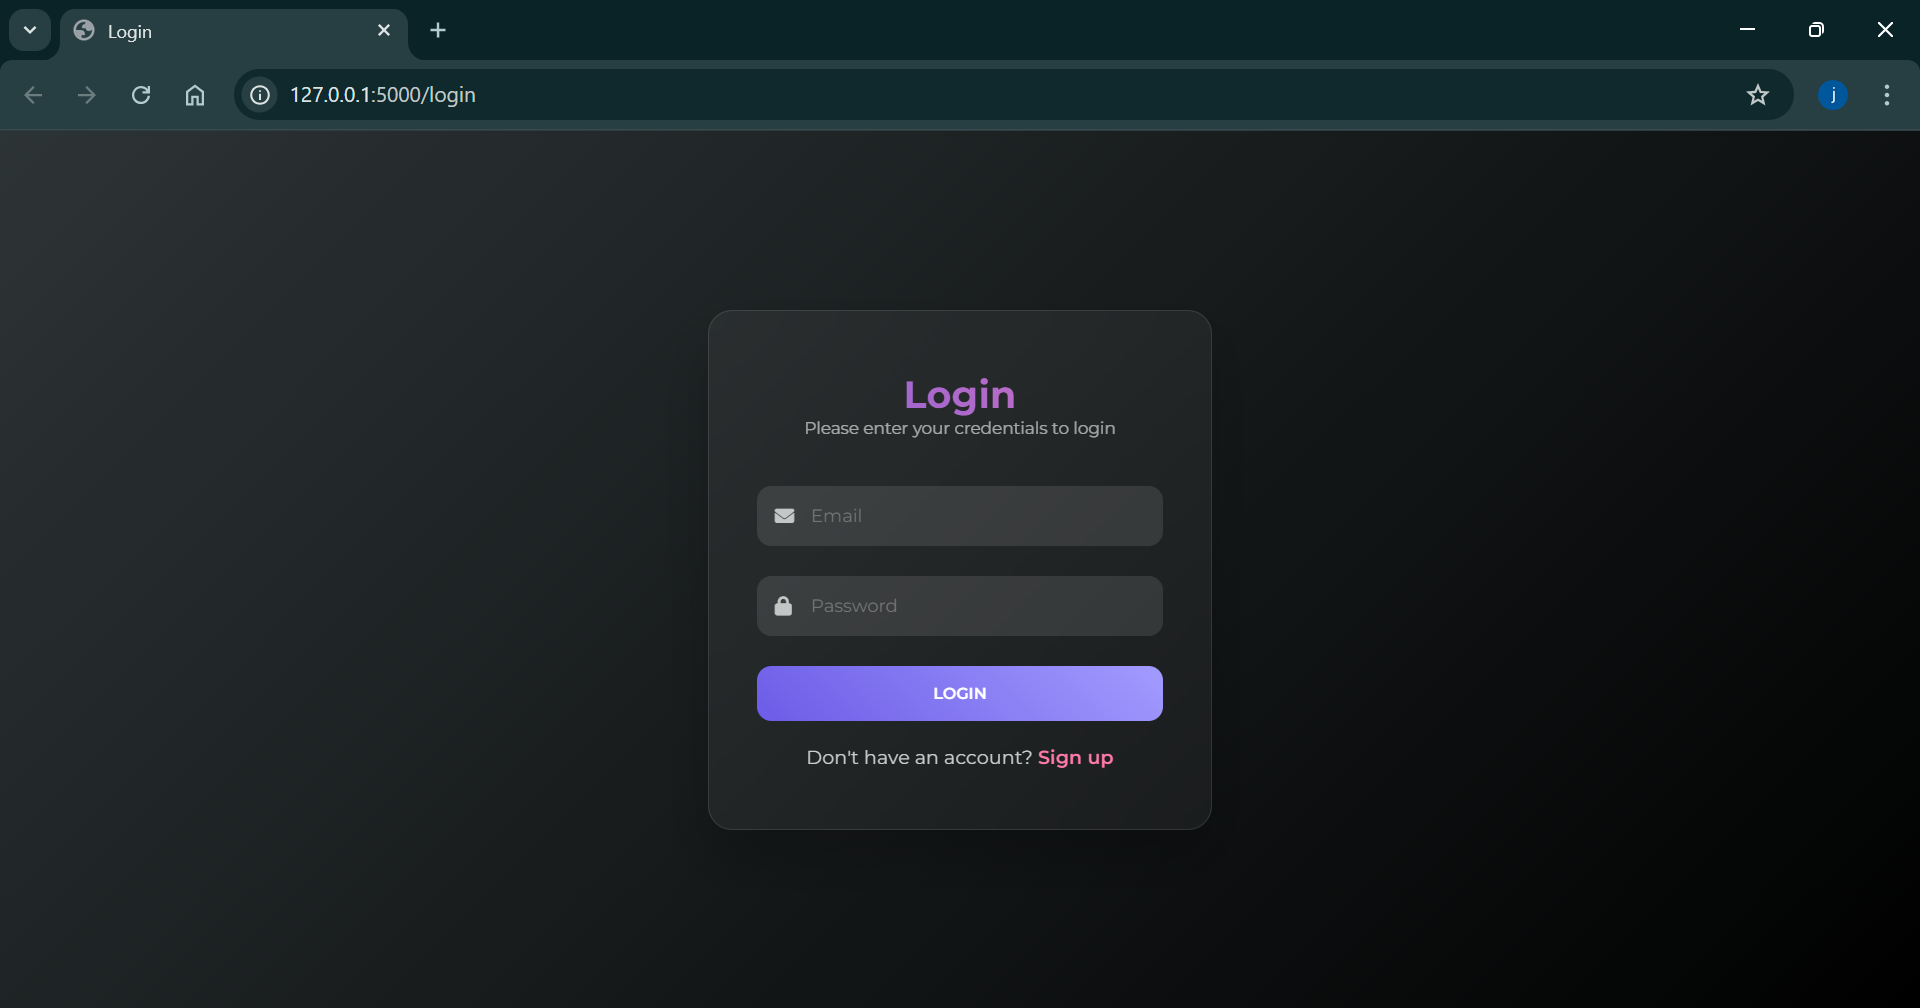 Login
127.0.0.1:5000/login
j
Login
Please enter your credentials to login
Email
Password
LOGIN
Don't have an account? Sign up